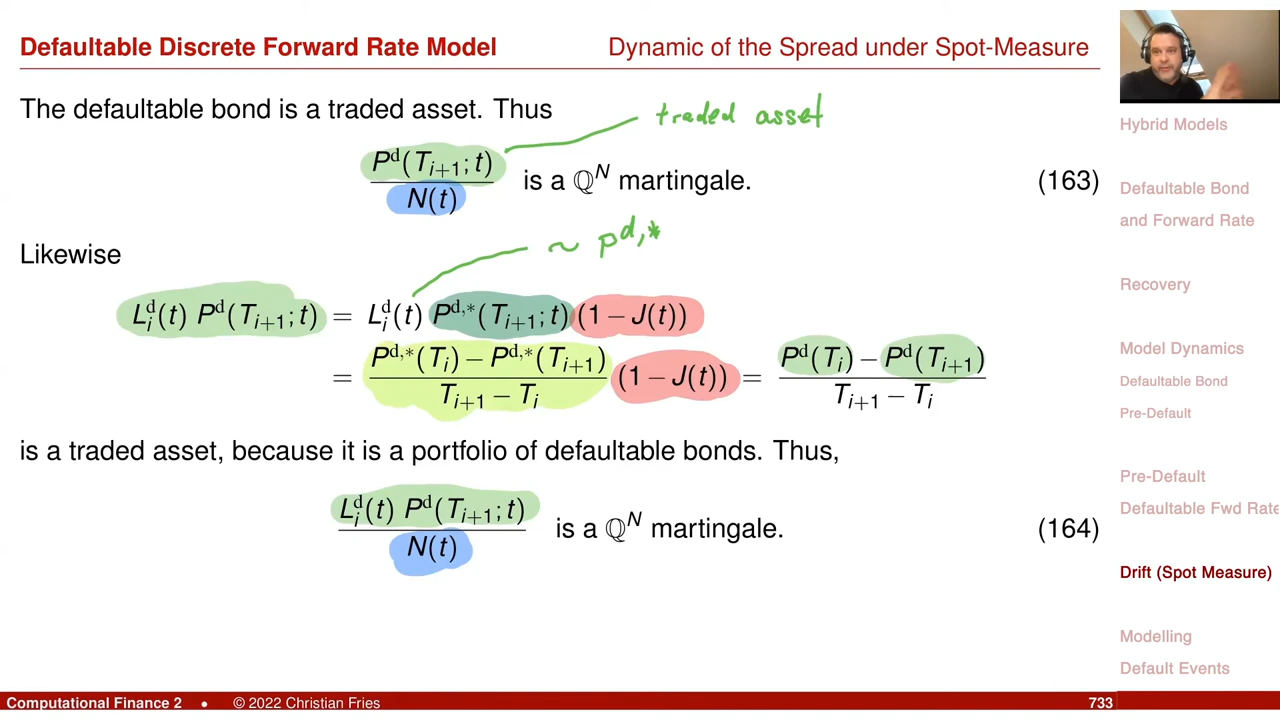 Defaultable Discrete Forward Rate Model    Dynamic of the Spread under Spot-Measure
The defaultable bond is a traded asset. Thus
traded asset
P^d(T_{i+1}; t) / N(t) is a ℚ^N martingale. (163)
Likewise
~ P^{d,*}
L_i^d(t) P^d(T_{i+1}; t) = L_i^d(t) P^{d,*}(T_{i+1}; t) (1 − J(t))
= (P^{d,*}(T_i) − P^{d,*}(T_{i+1})) / (T_{i+1} − T_i) (1 − J(t)) = (P^d(T_i) − P^d(T_{i+1})) / (T_{i+1} − T_i)
is a traded asset, because it is a portfolio of defaultable bonds. Thus,
L_i^d(t) P^d(T_{i+1}; t) / N(t) is a ℚ^N martingale. (164)
Hybrid Models
Defaultable Bond
and Forward Rate
Recovery
Model Dynamics
Defaultable Bond
Pre-Default
Pre-Default
Defaultable Fwd Rate
Drift (Spot Measure)
Modelling
Default Events
Computational Finance 2 • © 2022 Christian Fries 733